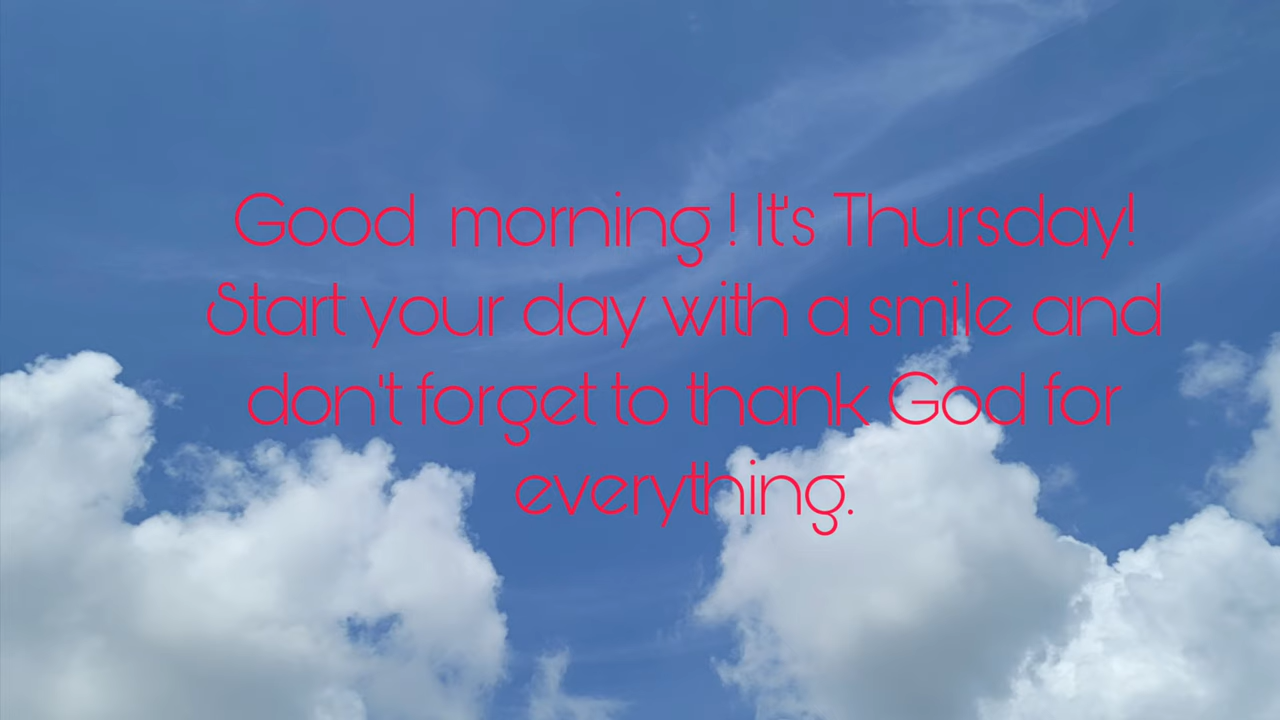 Good  morning ! It's Thursday!
Start your day with a smile and
don't forget to thank God for
everything.